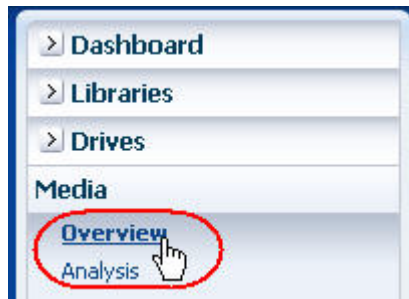 Dashboard
Libraries
Drives
Media
Overview
Analysis